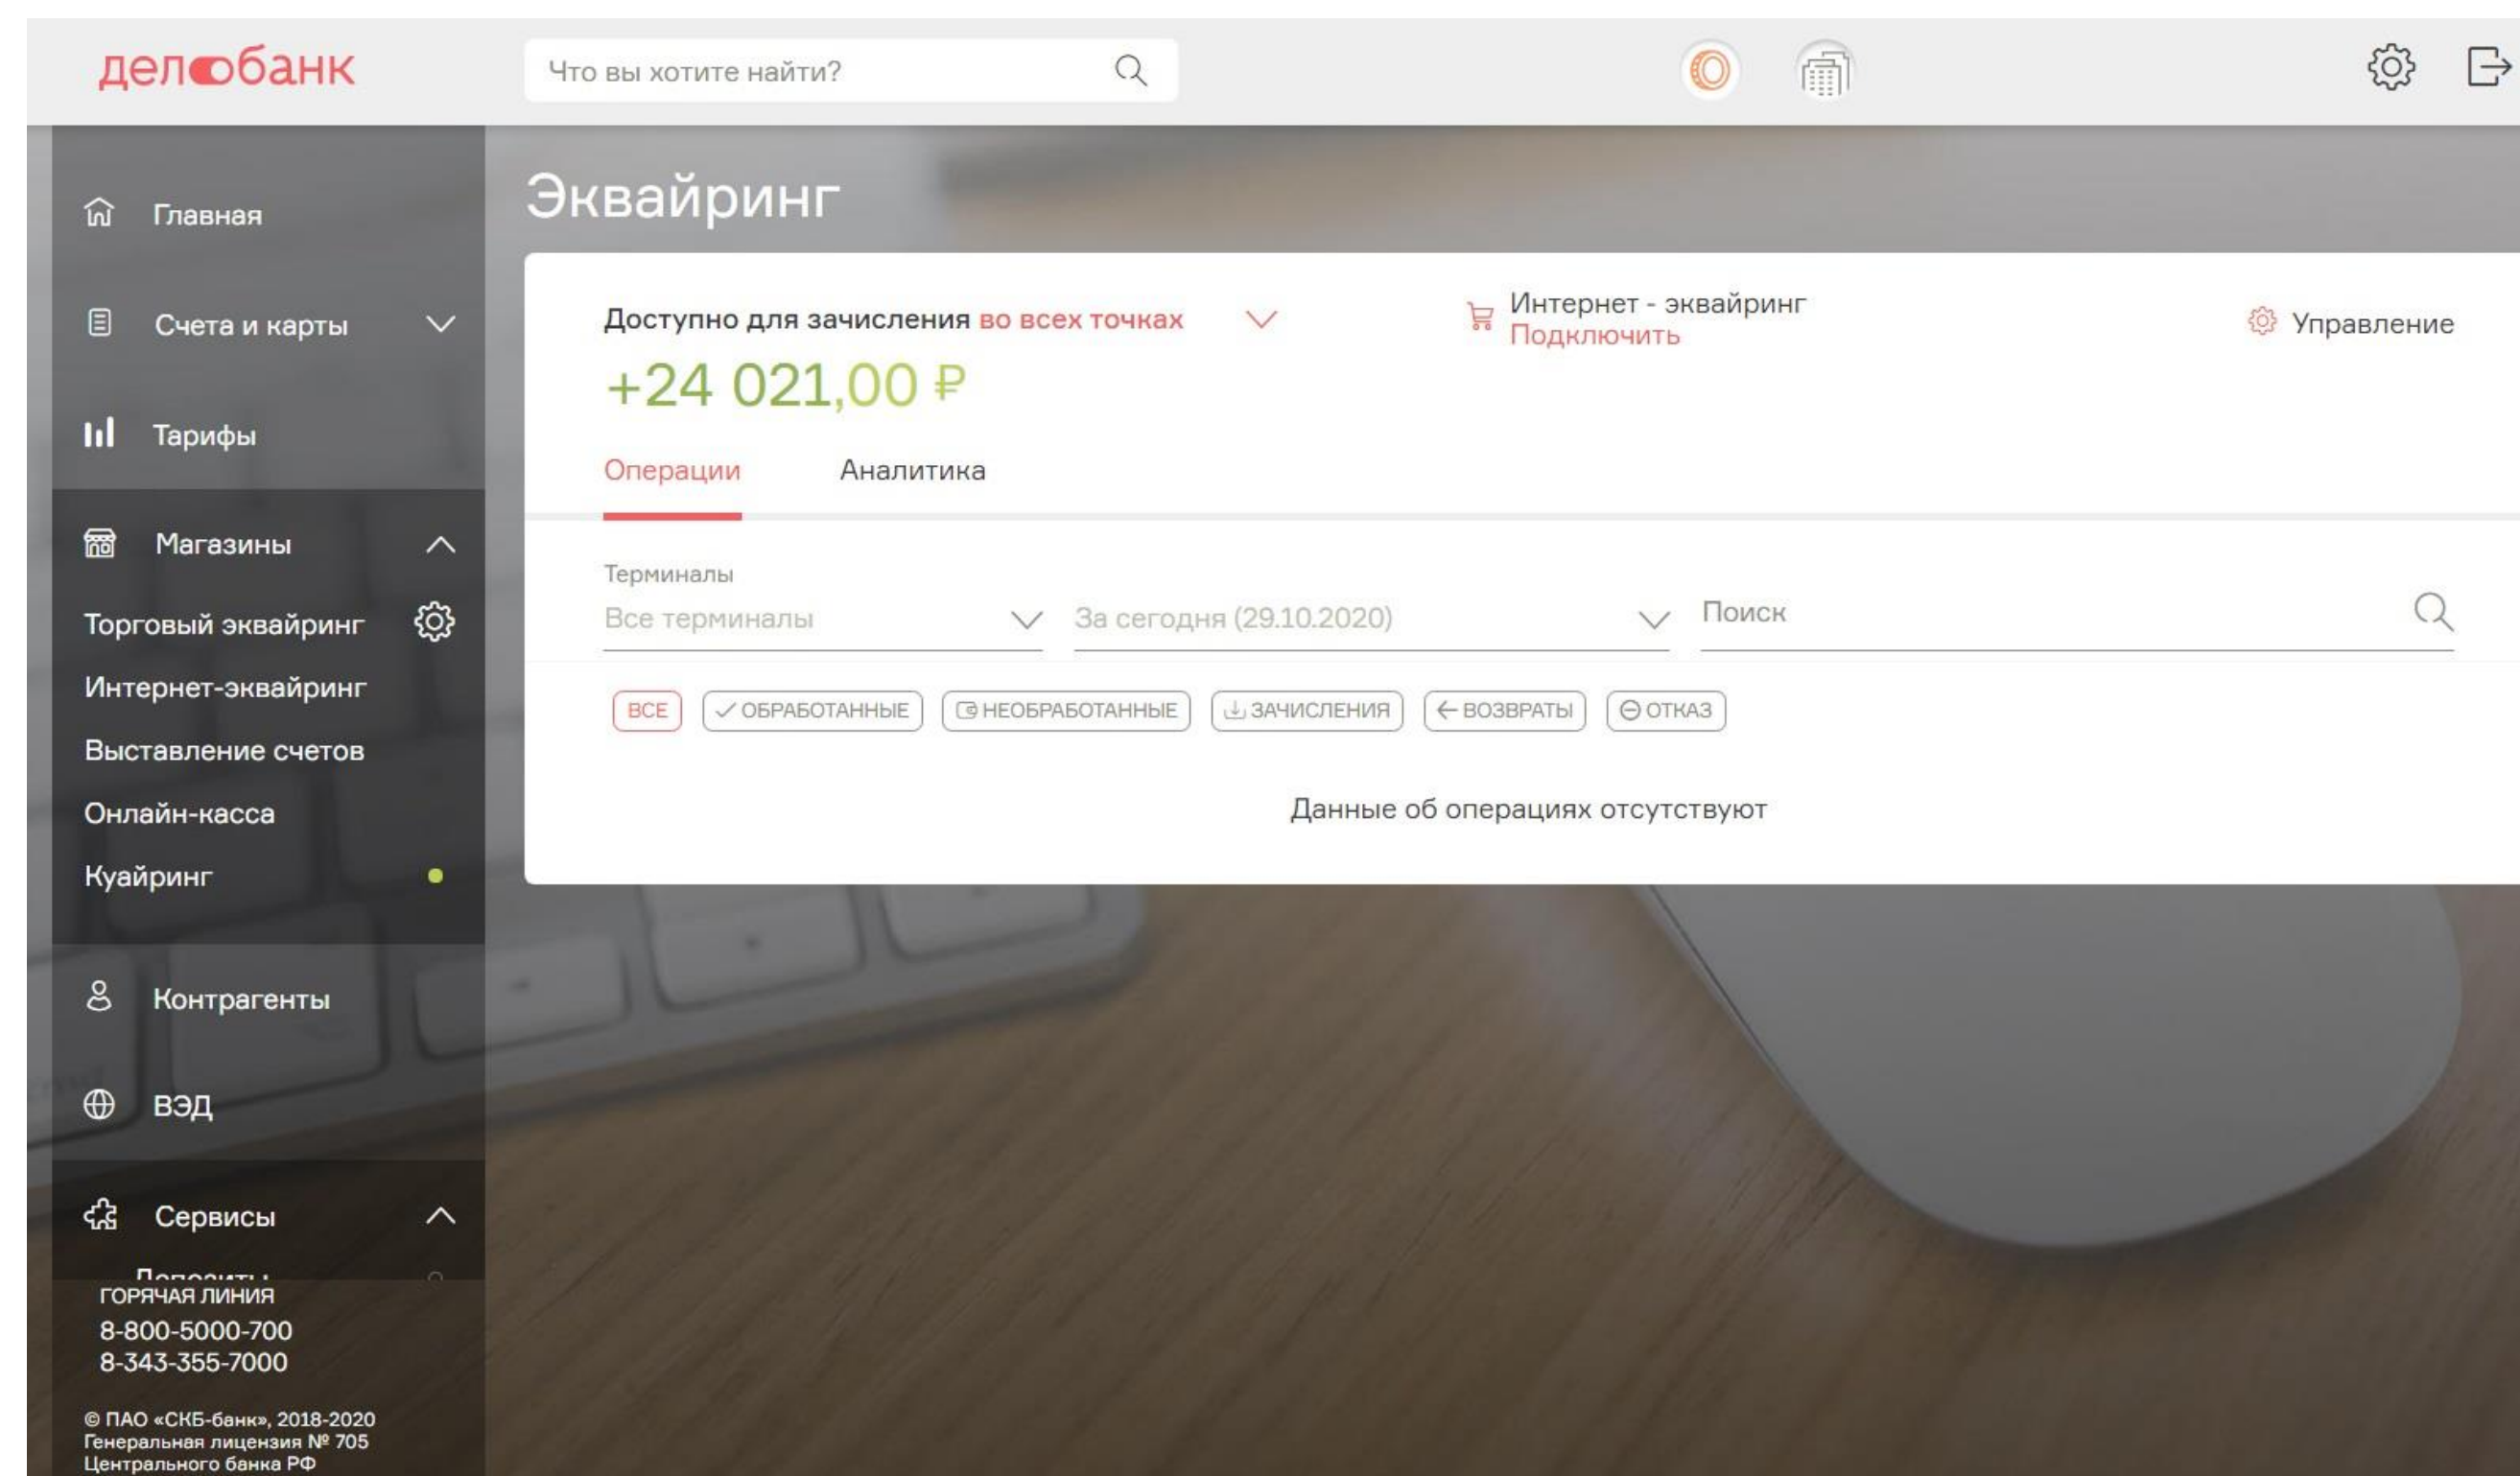 делобанк
Что вы хотите найти?
Главная
Счета и карты
Тарифы
Магазины
Торговый эквайринг
Интернет-эквайринг
Выставление счетов
Онлайн-касса
Куайринг
Контрагенты
ВЭД
Сервисы
Депозиты
ГОРЯЧАЯ ЛИНИЯ
8-800-5000-700
8-343-355-7000
© ПАО «СКБ-банк», 2018-2020
Генеральная лицензия № 705
Центрального банка РФ
Эквайринг
Доступно для зачисления во всех точках
+24 021,00 ₽
Интернет - эквайринг
Подключить
Управление
Операции Аналитика
Терминалы
Все терминалы За сегодня (29.10.2020) Поиск
ВСЕ ОБРАБОТАННЫЕ НЕОБРАБОТАННЫЕ ЗАЧИСЛЕНИЯ ВОЗВРАТЫ ОТКАЗ
Данные об операциях отсутствуют